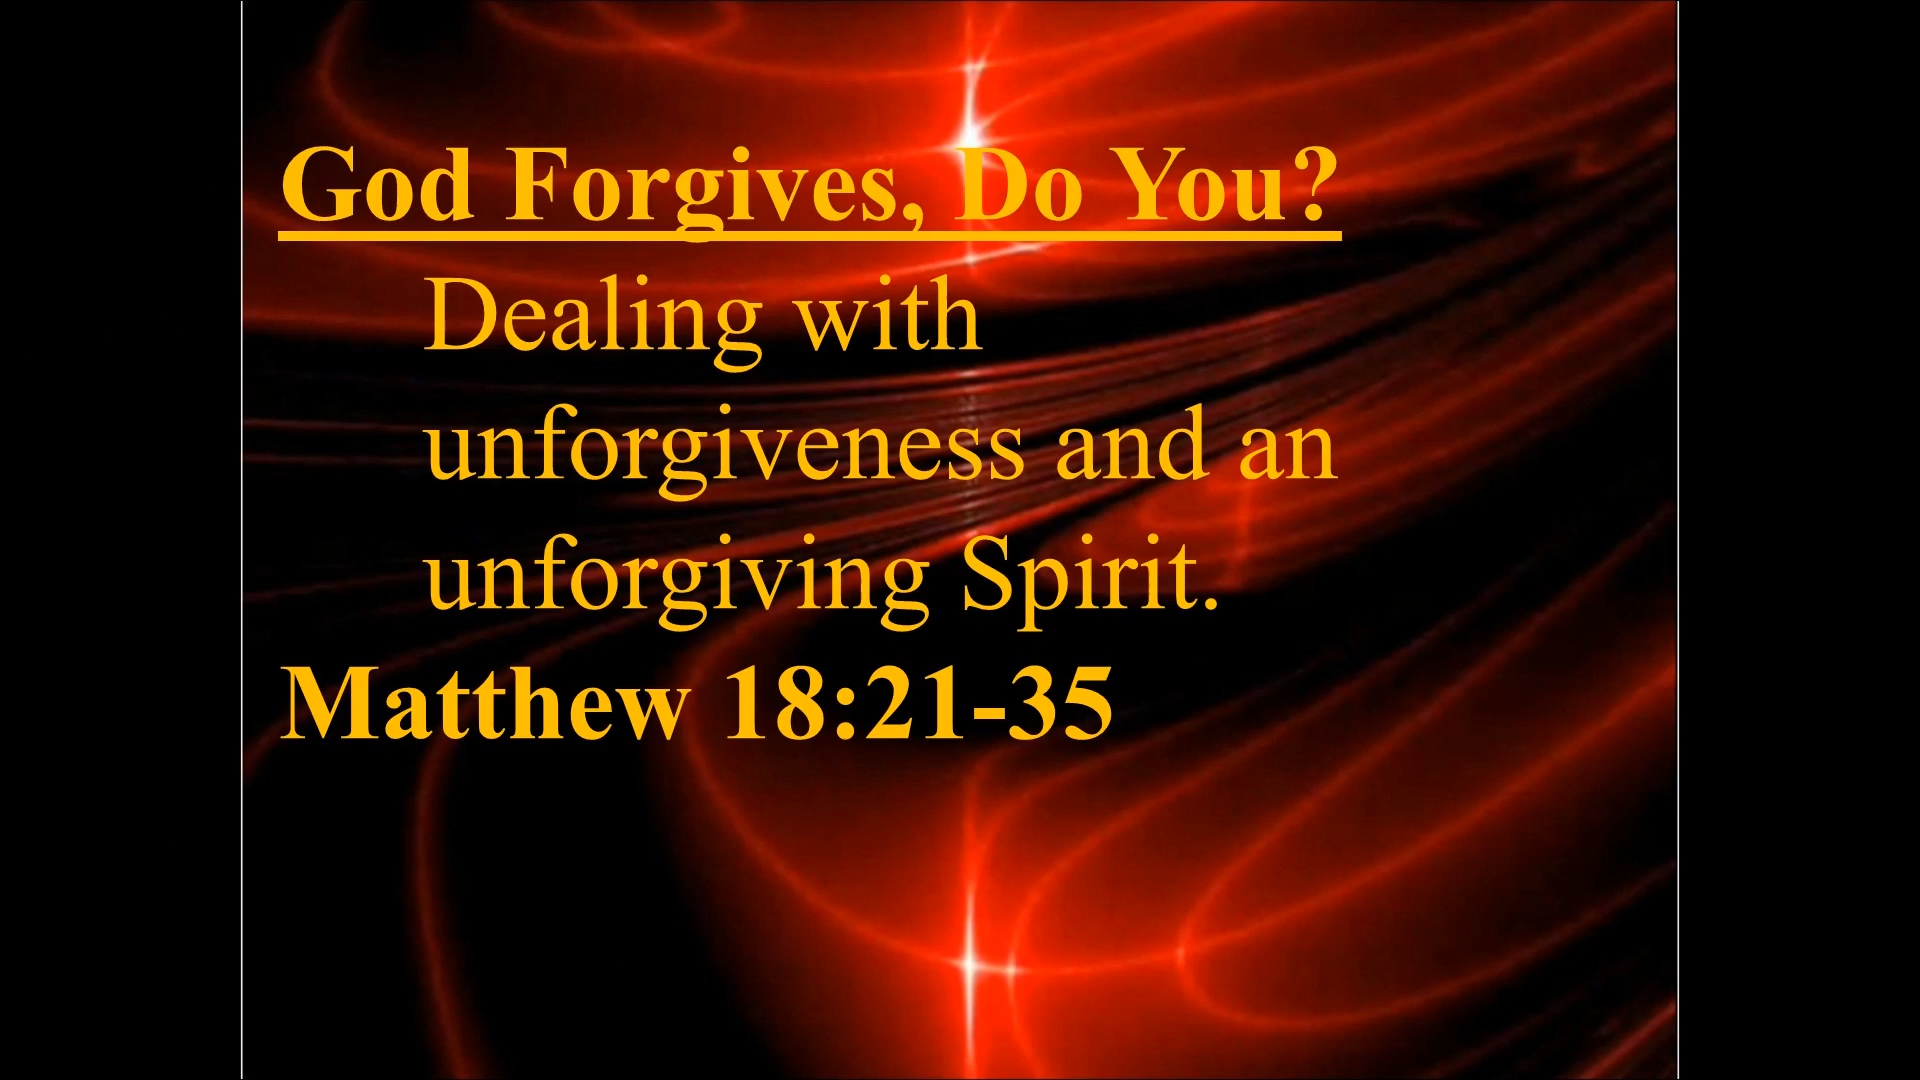 God Forgives, Do You?
Dealing with
unforgiveness and an
unforgiving Spirit.
Matthew 18:21-35